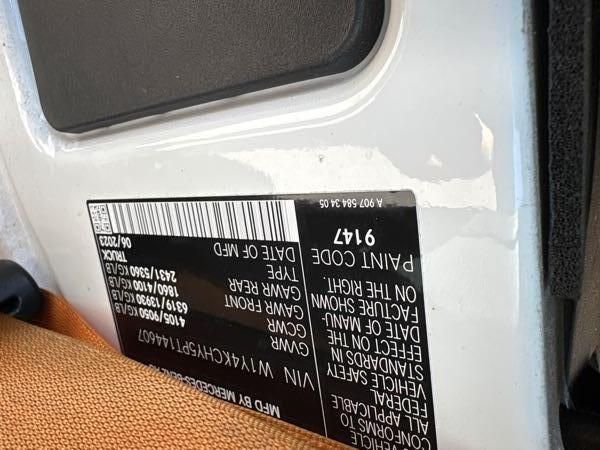 MFD BY MERCEDES-BENZ
VIN W1Y4KCHY5PT144607
GVWR 4105/9050 KG/LB
GCWR 6319/13930 KG/LB
GAWR FRONT 1860/4100 KG/LB
GAWR REAR 2431/5360 KG/LB
TYPE TRUCK
DATE OF MFD 06/2023
VEHICLE
CONFORMS TO
ALL APPLICABLE
FEDERAL
VEHICLE SAFETY
STANDARDS IN
EFFECT ON THE
DATE OF MANU-
FACTURE SHOWN
ON THE RIGHT.
PAINT CODE
9147
A 907 584 34 05